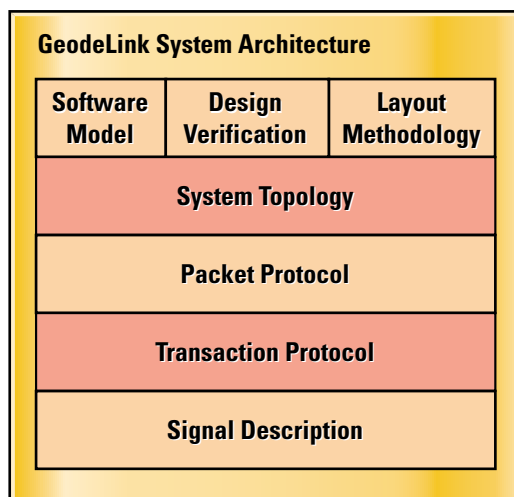 GeodeLink System Architecture
Software
Model
Design
Verification
Layout
Methodology
System Topology
Packet Protocol
Transaction Protocol
Signal Description